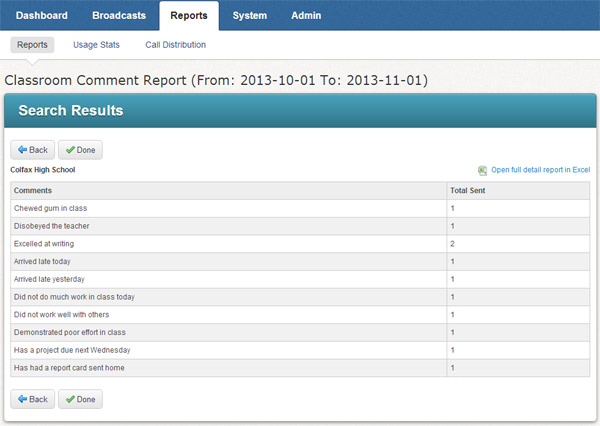 Dashboard Broadcasts Reports System Admin
Reports Usage Stats Call Distribution
Classroom Comment Report (From: 2013-10-01 To: 2013-11-01)
Search Results
Back Done
Colfax High School Open full detail report in Excel
Comments Total Sent
Chewed gum in class 1
Disobeyed the teacher 1
Excelled at writing 2
Arrived late today 1
Arrived late yesterday 1
Did not do much work in class today 1
Did not work well with others 1
Demonstrated poor effort in class 1
Has a project due next Wednesday 1
Has had a report card sent home 1
Back Done